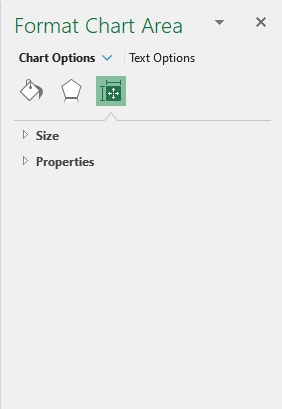 Format Chart Area
Chart Options Text Options
Size
Properties